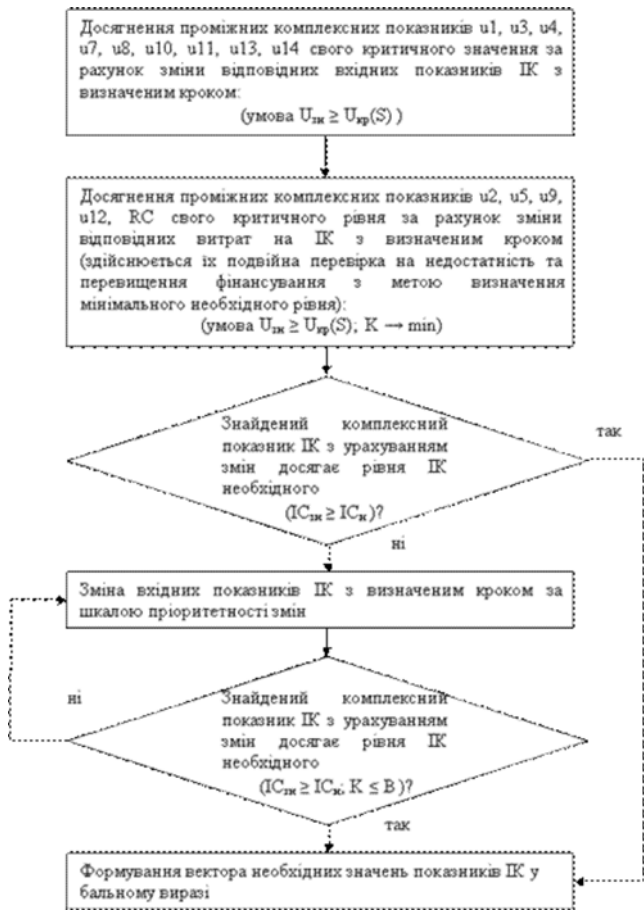 Досягнення проміжних комплексних показників u1, u3, u4,
u7, u8, u10, u11, u13, u14 свого критичного значення за
рахунок зміни відповідних вхідних показників ІК з
визначеним кроком:
(умова Uзн ≥ Uкр(S) )
Досягнення проміжних комплексних показників u2, u5, u9,
u12, RC свого критичного рівня за рахунок зміни
відповідних витрат на ІК з визначеним кроком
(здійснюється їх подвійна перевірка на недостатність та
перевищення фінансування з метою визначення
мінімального необхідного рівня):
(умова Uзн ≥ Uкр(S); K → min)
Знайдений комплексний
показник ІК з урахуванням
змін досягає рівня ІК
необхідного
(ICзн ≥ ICн)?
так
ні
Зміна вхідних показників ІК з визначеним кроком за
шкалою пріоритетності змін
ні
Знайдений комплексний
показник ІК з урахуванням
змін досягає рівня ІК
необхідного
(ICзн ≥ ICн; K ≤ B)?
так
Формування вектора необхідних значень показників ІК у
бальному виразі